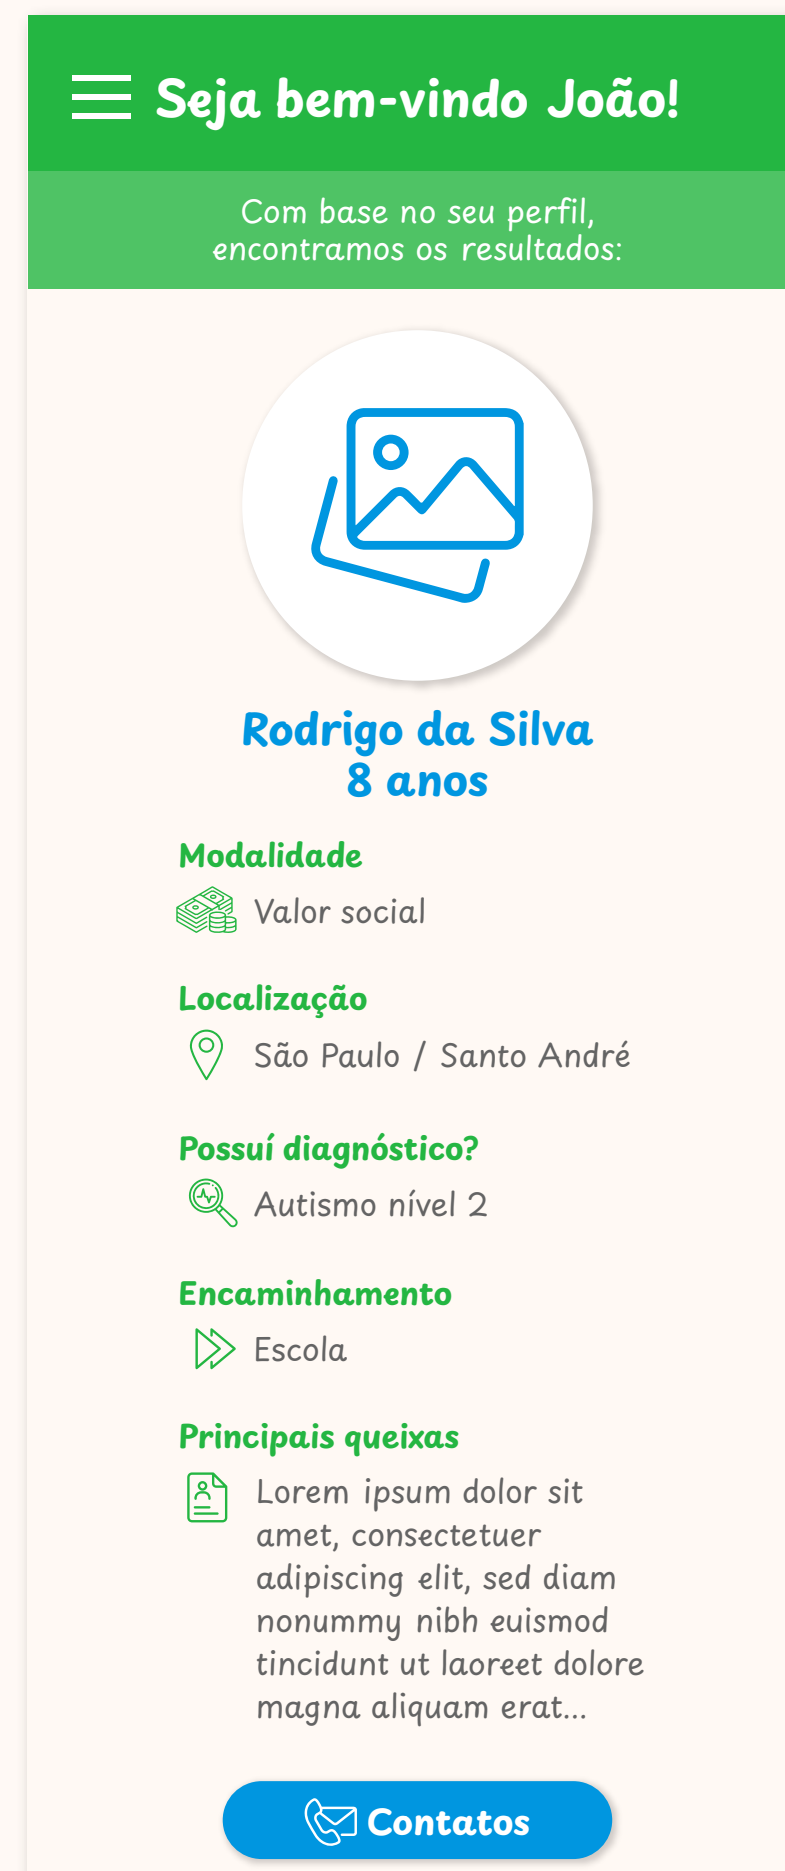 Seja bem-vindo João!
Com base no seu perfil,
encontramos os resultados:
Rodrigo da Silva
8 anos
Modalidade
Valor social
Localização
São Paulo / Santo André
Possuí diagnóstico?
Autismo nível 2
Encaminhamento
Escola
Principais queixas
Lorem ipsum dolor sit
amet, consectetuer
adipiscing elit, sed diam
nonummy nibh euismod
tincidunt ut laoreet dolore
magna aliquam erat...
Contatos